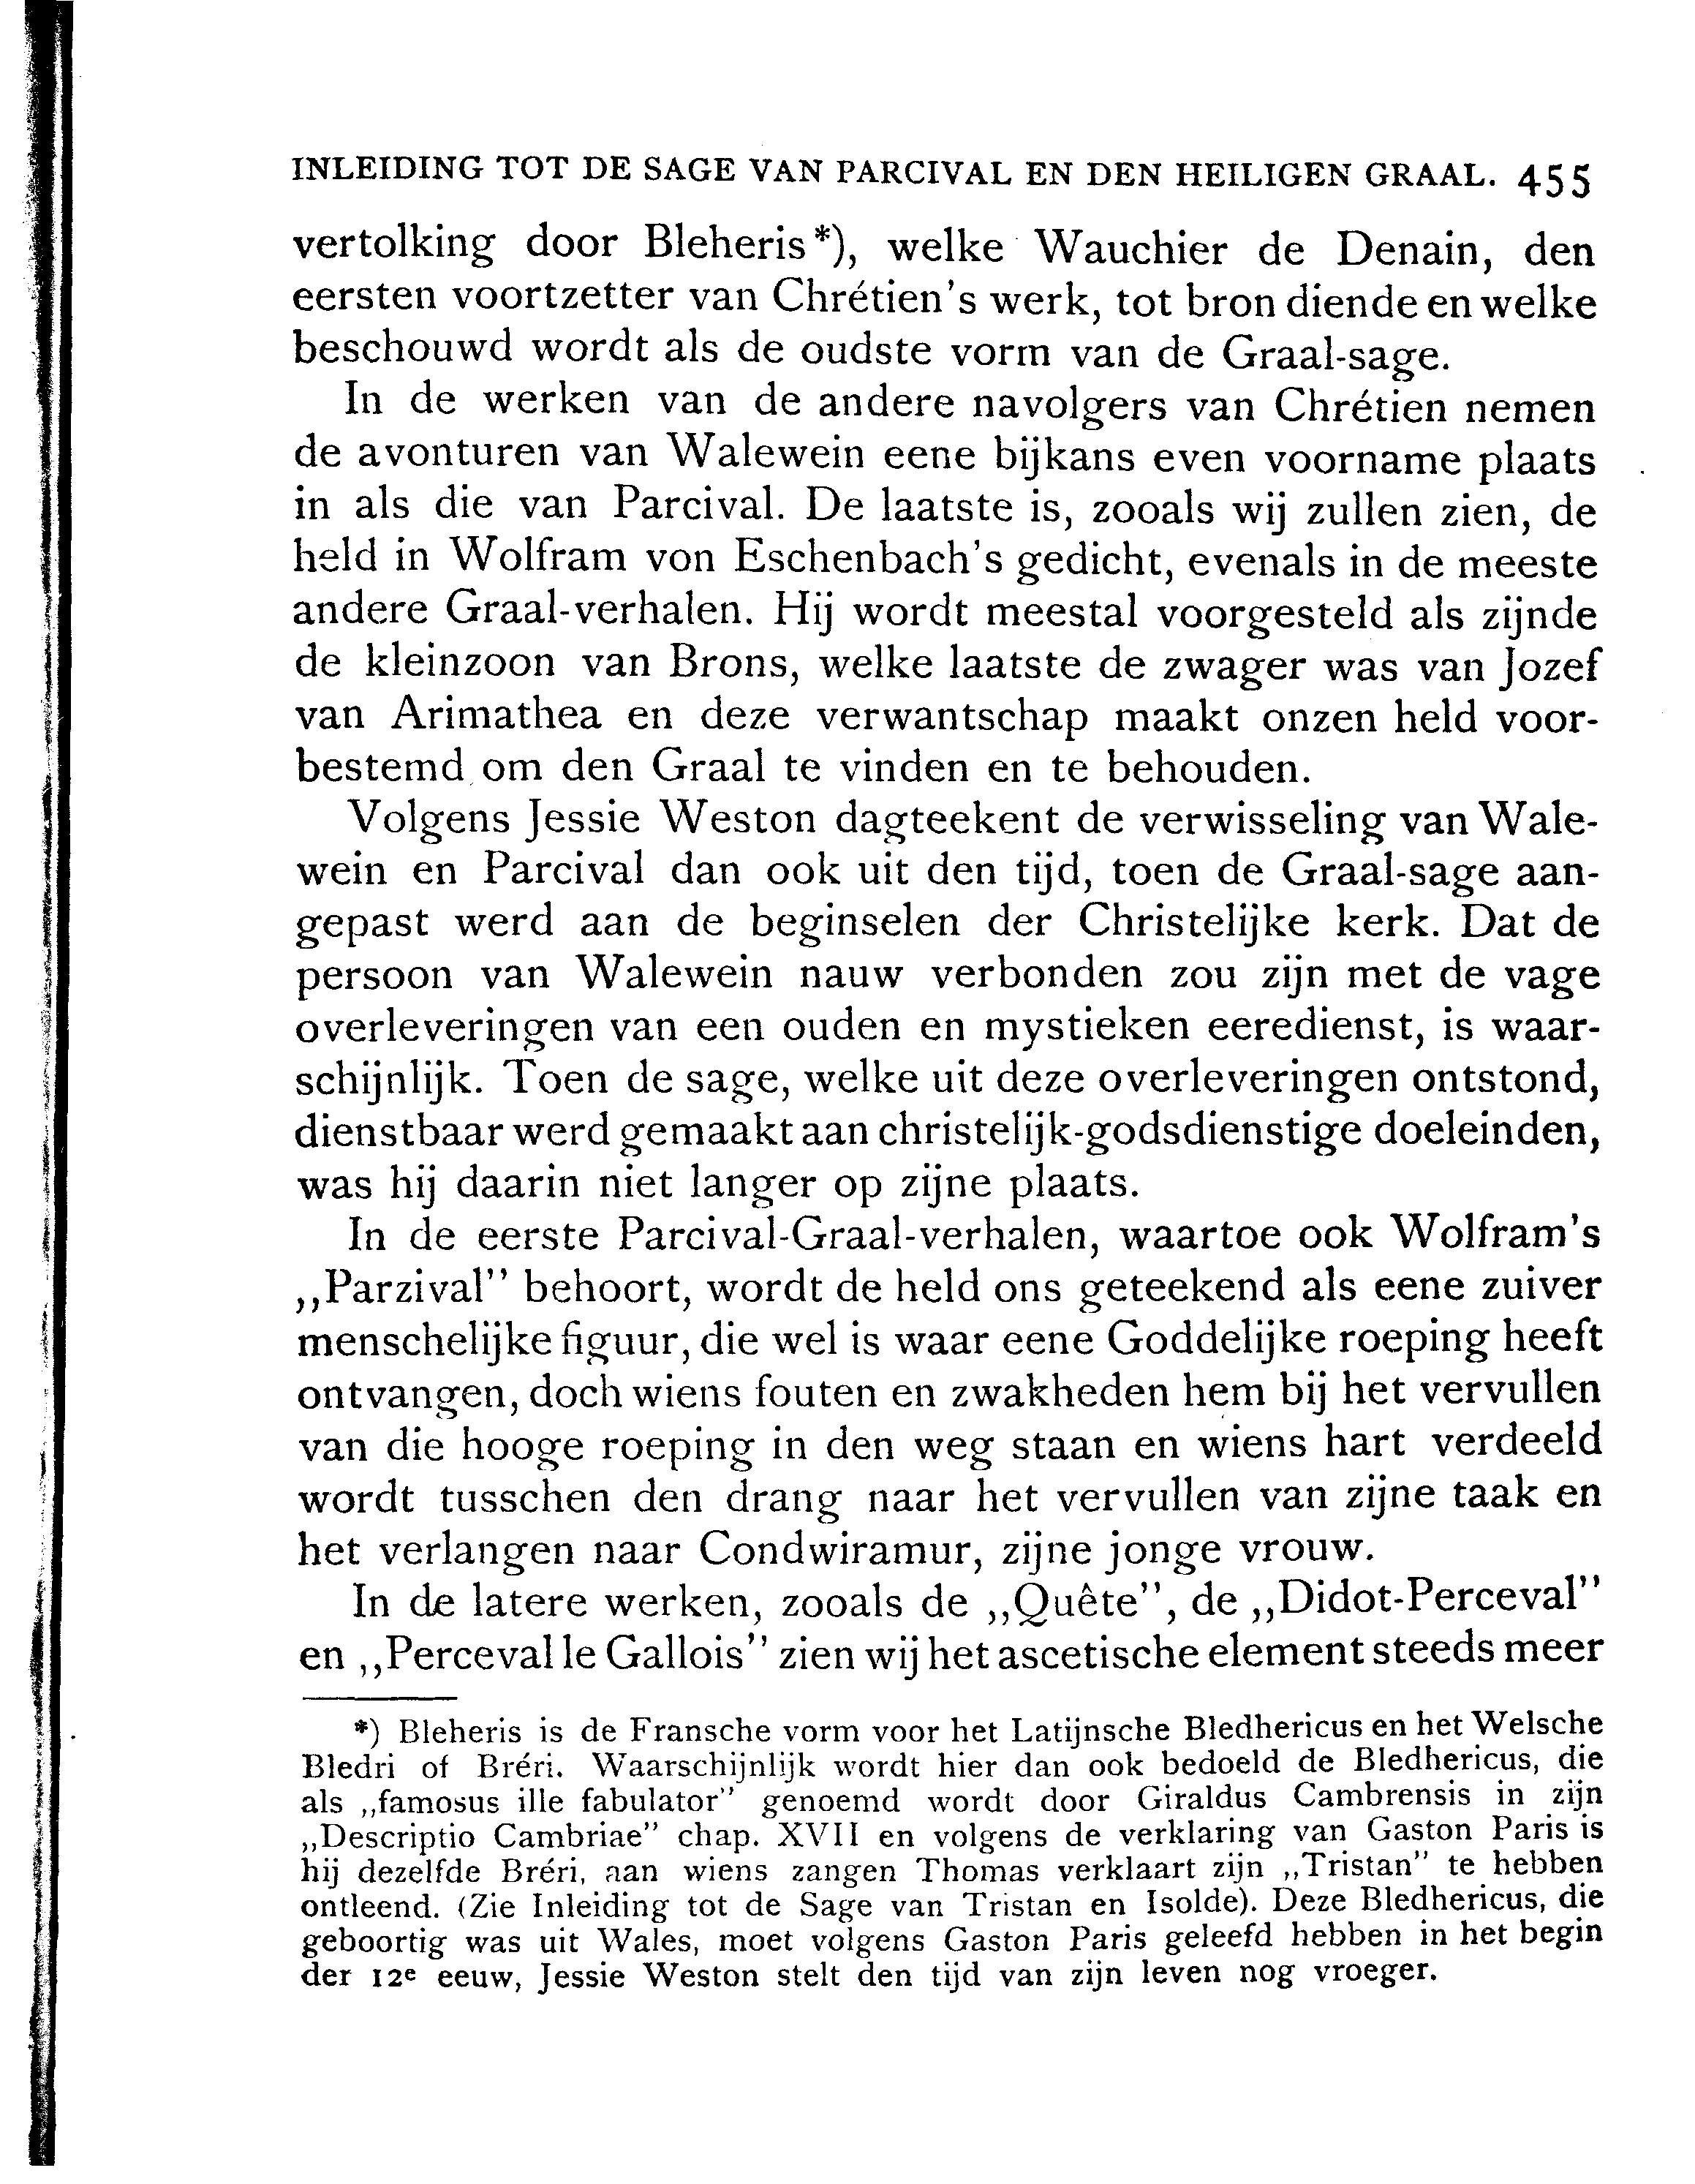 INLEIDING TOT DE SAGE VAN PARCIVAL EN DEN HEILIGEN GRAAL. 455
vertolking door Bleheris*), welke Wauchier de Denain, den
eersten voortzetter van Chrétien's werk, tot bron diende en welke
beschouwd wordt als de oudste vorm van de Graal-sage.
In de werken van de andere navolgers van Chrétien nemen
de avonturen van Walewein eene bijkans even voorname plaats
in als die van Parcival. De laatste is, zooals wij zullen zien, de
held in Wolfram von Eschenbach's gedicht, evenals in de meeste
andere Graal-verhalen. Hij wordt meestal voorgesteld als zijnde
de kleinzoon van Brons, welke laatste de zwager was van Jozef
van Arimathea en deze verwantschap maakt onzen held voor-
bestemd om den Graal te vinden en te behouden.
Volgens Jessie Weston dagteekent de verwisseling van Wale-
wein en Parcival dan ook uit den tijd, toen de Graal-sage aan-
gepast werd aan de beginselen der Christelijke kerk. Dat de
persoon van Walewein nauw verbonden zou zijn met de vage
overleveringen van een ouden en mystieken eeredienst, is waar-
schijnlijk. Toen de sage, welke uit deze overleveringen ontstond,
dienstbaar werd gemaakt aan christelijk-godsdienstige doeleinden,
was hij daarin niet langer op zijne plaats.
In de eerste Parcival-Graal-verhalen, waartoe ook Wolfram's
,,Parzival'' behoort, wordt de held ons geteekend als eene zuiver
menschelijke figuur, die wel is waar eene Goddelijke roeping heeft
ontvangen, doch wiens fouten en zwakheden hem bij het vervullen
van die hooge roeping in den weg staan en wiens hart verdeeld
wordt tusschen den drang naar het vervullen van zijne taak en
het verlangen naar Condwiramur, zijne jonge vrouw.
In de latere werken, zooals de ,,Quête'', de ,,Didot-Perceval''
en ,,Perceval le Gallois'' zien wij het ascetische element steeds meer
*) Bleheris is de Fransche vorm voor het Latijnsche Bledhericus en het Welsche
Bledri of Bréri. Waarschijnlijk wordt hier dan ook bedoeld de Bledhericus, die
als ,,famosus ille fabulator'' genoemd wordt door Giraldus Cambrensis in zijn
,,Descriptio Cambriae'' chap. XVII en volgens de verklaring van Gaston Paris is
hij dezelfde Bréri, aan wiens zangen Thomas verklaart zijn ,,Tristan'' te hebben
ontleend. (Zie Inleiding tot de Sage van Tristan en Isolde). Deze Bledhericus, die
geboortig was uit Wales, moet volgens Gaston Paris geleefd hebben in het begin
der 12e eeuw, Jessie Weston stelt den tijd van zijn leven nog vroeger.